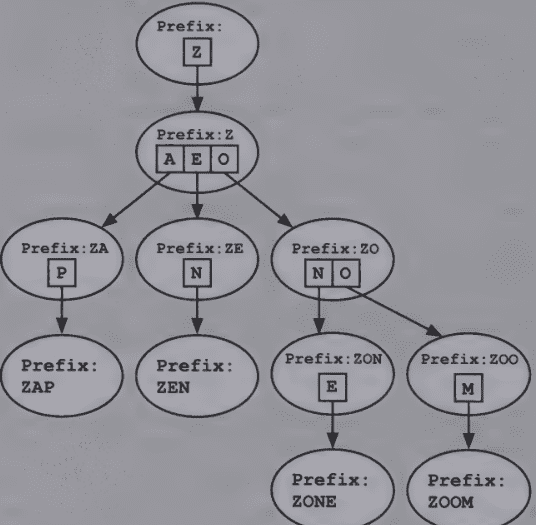 Prefix:
Z
Prefix:Z
A E O
Prefix:ZA
P
Prefix:ZE
N
Prefix:ZO
N O
Prefix:
ZAP
Prefix:
ZEN
Prefix:ZON
E
Prefix:ZOO
M
Prefix:
ZONE
Prefix:
ZOOM